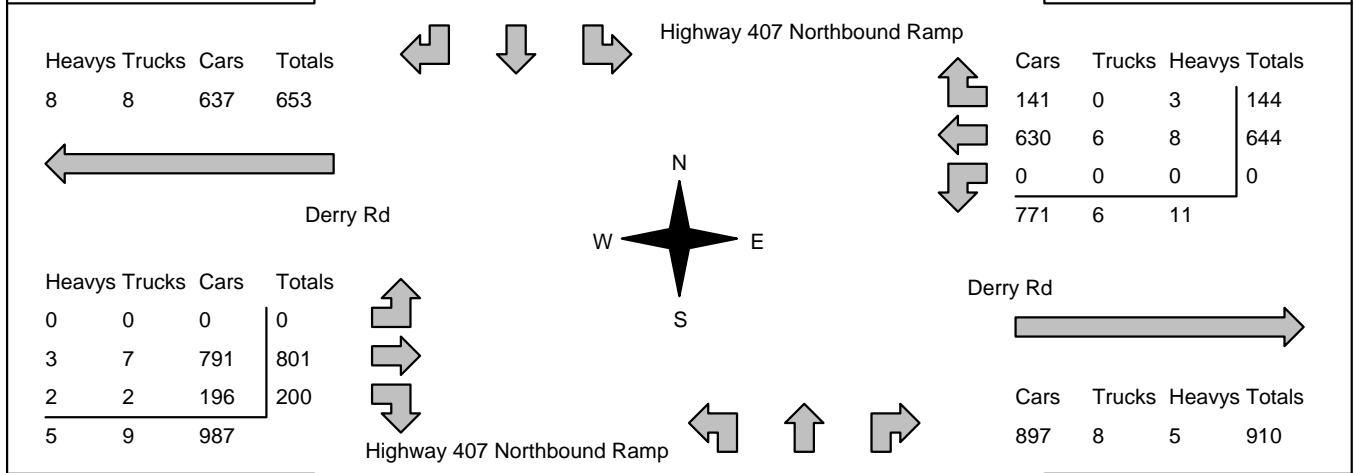 Highway 407 Northbound Ramp
Heavys Trucks Cars Totals
8 8 637 653
Cars Trucks Heavys Totals
141 0 3 144
630 6 8 644
0 0 0 0
771 6 11
Derry Rd
N
W E
S
Heavys Trucks Cars Totals
0 0 0 0
3 7 791 801
2 2 196 200
5 9 987
Derry Rd
Cars Trucks Heavys Totals
897 8 5 910
Highway 407 Northbound Ramp